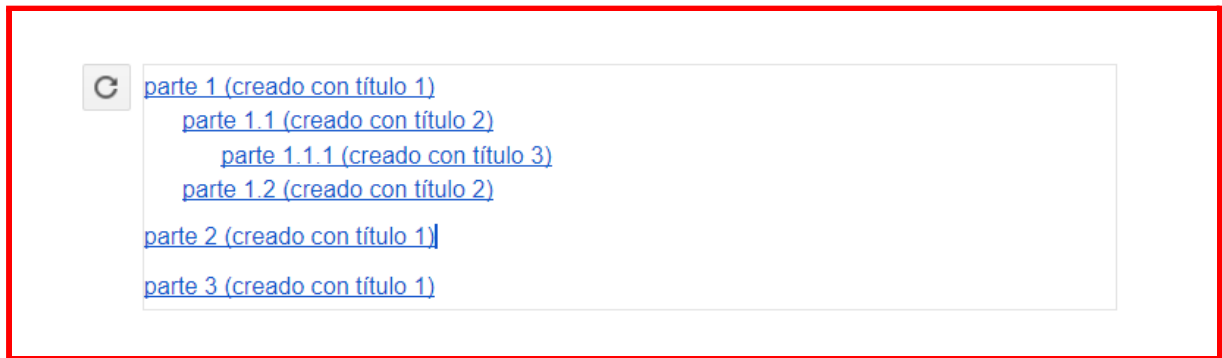 parte 1 (creado con título 1)
parte 1.1 (creado con título 2)
parte 1.1.1 (creado con título 3)
parte 1.2 (creado con título 2)
parte 2 (creado con título 1)
parte 3 (creado con título 1)